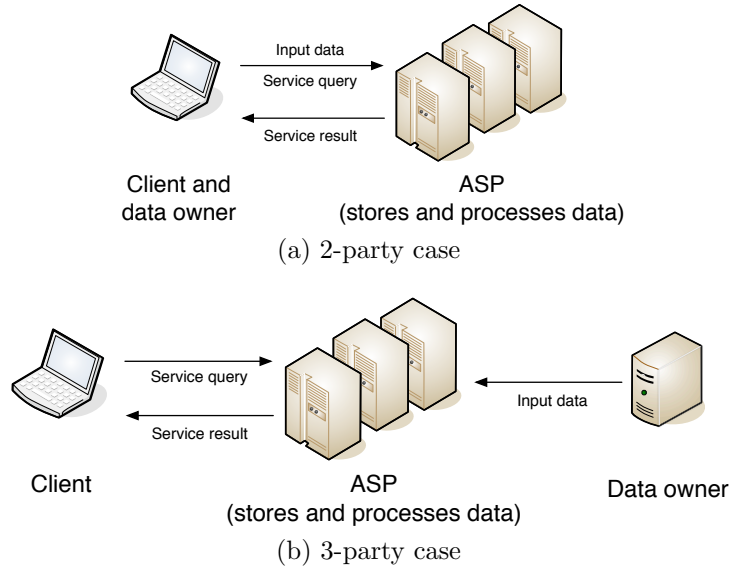 Input data
Service query
Service result
Client and
data owner
ASP
(stores and processes data)
(a) 2-party case
Service query
Service result
Input data
Client
ASP
(stores and processes data)
Data owner
(b) 3-party case